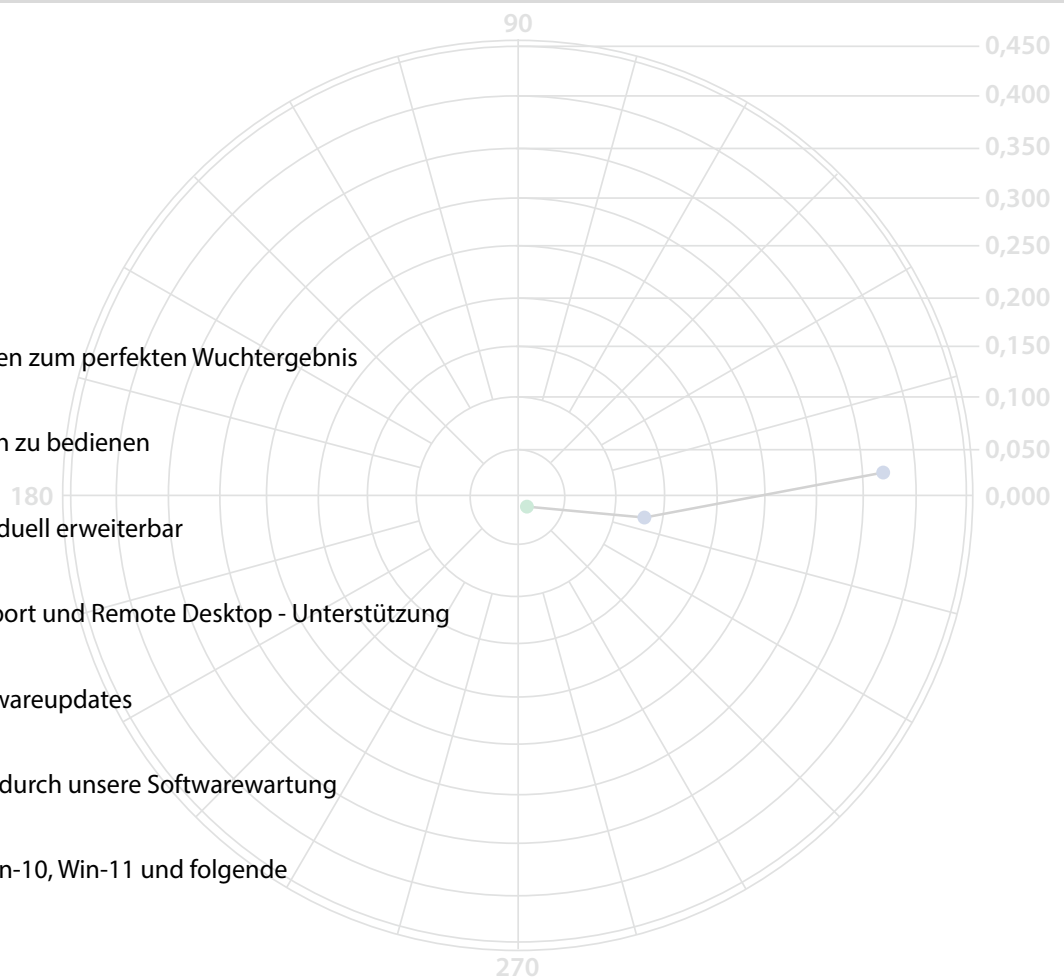 90
0,450
0,400
0,350
0,300
0,250
0,200
0,150
en zum perfekten Wuchtergebnis
0,100
n zu bedienen
0,050
180
0,000
duell erweiterbar
port und Remote Desktop - Unterstützung
wareupdates
durch unsere Softwarewartung
n-10, Win-11 und folgende
270